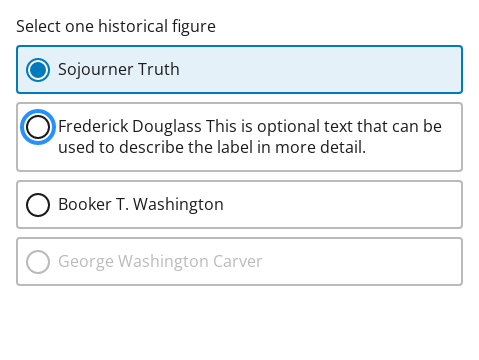 Select one historical figure
Sojourner Truth
Frederick Douglass This is optional text that can be
used to describe the label in more detail.
Booker T. Washington
George Washington Carver